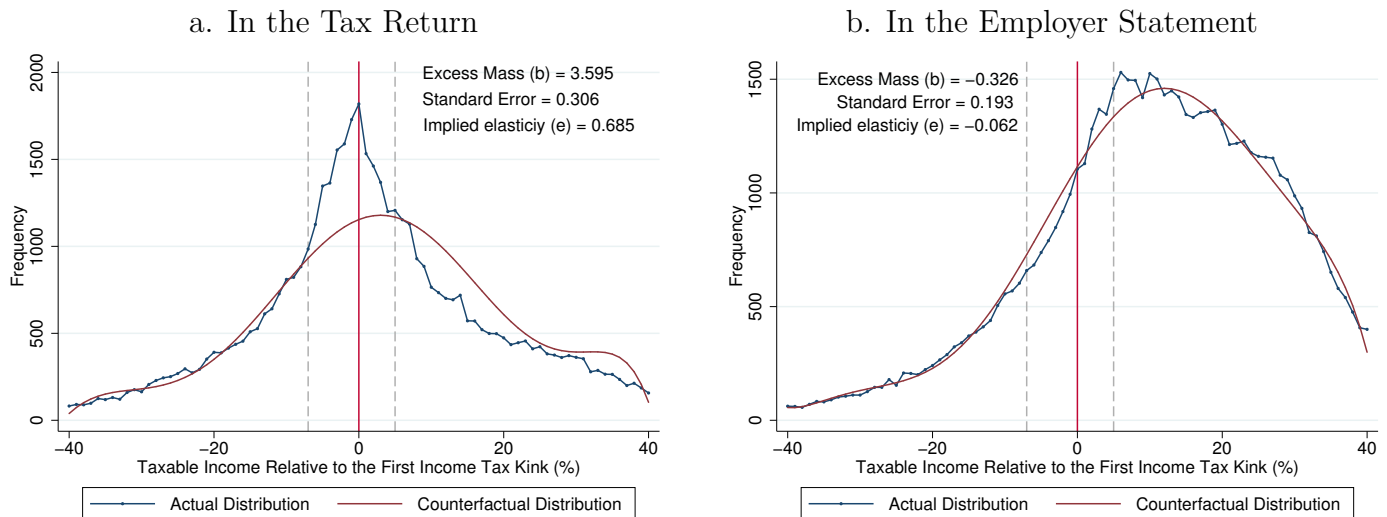 a. In the Tax Return
Excess Mass (b) = 3.595
Standard Error = 0.306
Implied elasticiy (e) = 0.685
Frequency
2000
1500
1000
500
0
−40
−20
0
20
40
Taxable Income Relative to the First Income Tax Kink (%)
Actual Distribution
Counterfactual Distribution
b. In the Employer Statement
Excess Mass (b) = −0.326
Standard Error = 0.193
Implied elasticiy (e) = −0.062
Frequency
1500
1000
500
0
−40
−20
0
20
40
Taxable Income Relative to the First Income Tax Kink (%)
Actual Distribution
Counterfactual Distribution